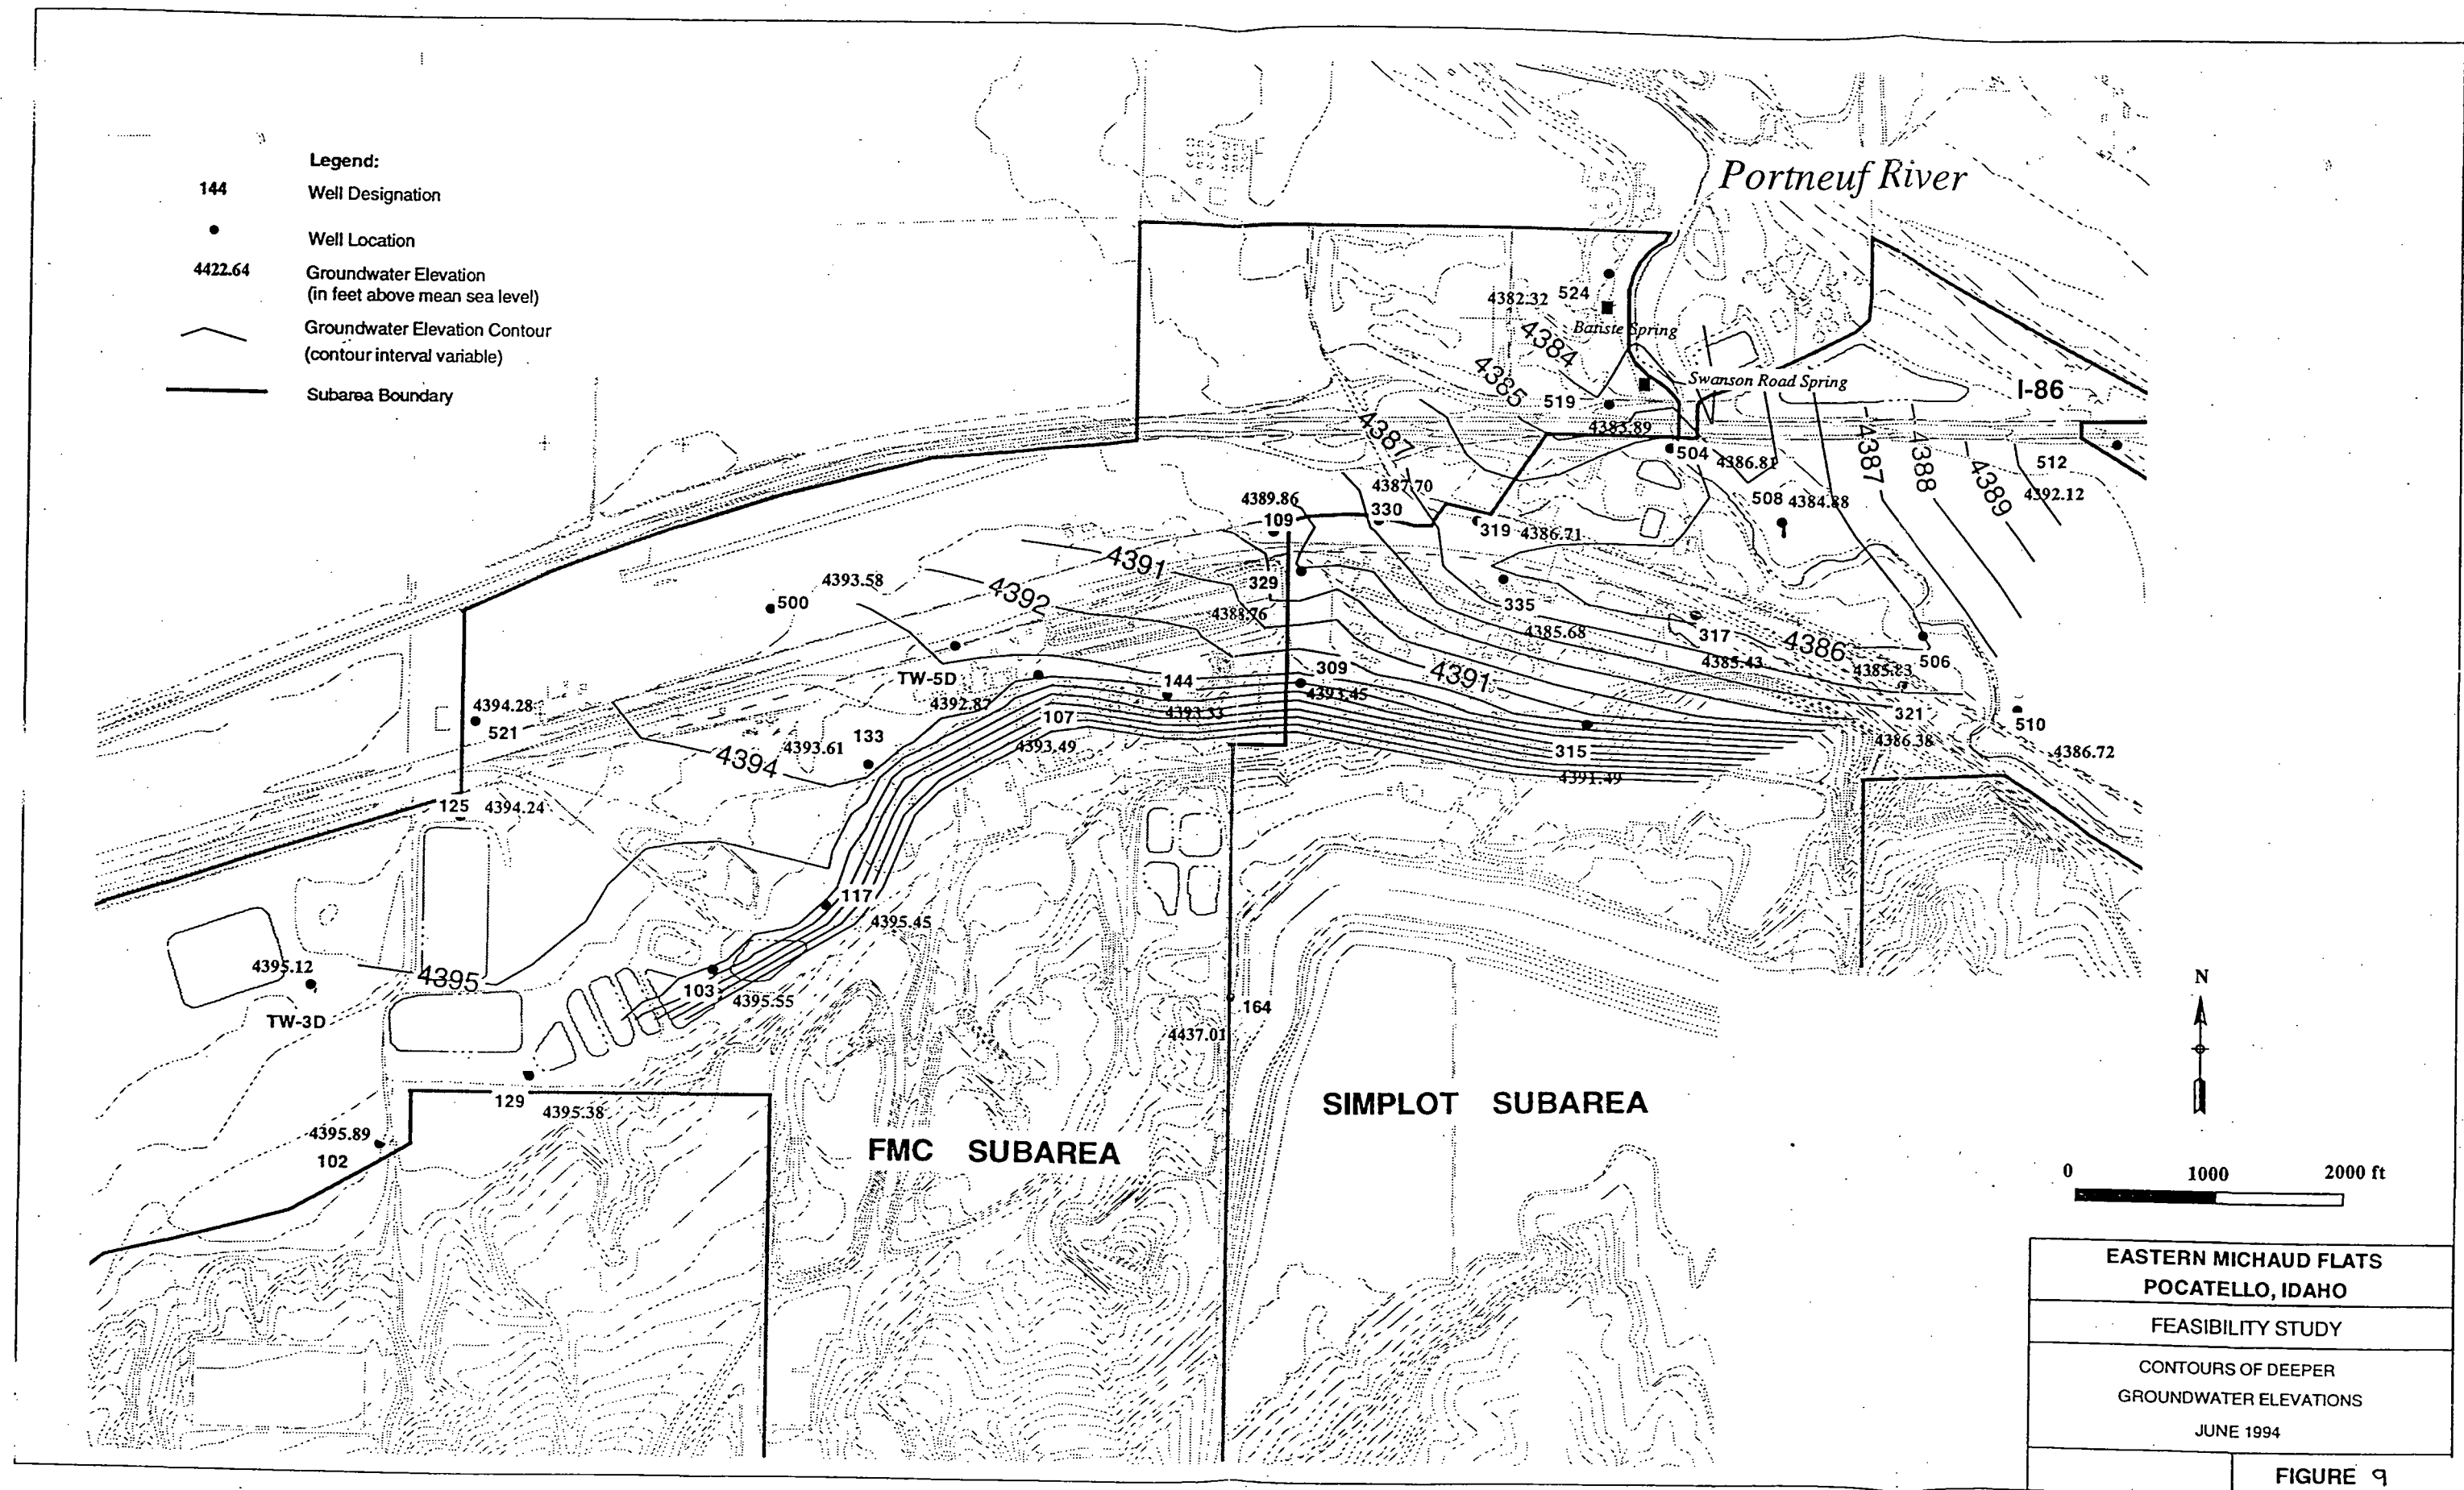 Legend:
144 Well Designation
Well Location
4422.64 Groundwater Elevation
(in feet above mean sea level)
Groundwater Elevation Contour
(contour interval variable)
Subarea Boundary
Portneuf River
4382.32 524
Batiste Spring
4384
4385
Swanson Road Spring
I-86
519
4383.89
4387
504
4386.81
4387
4388
4389
512
4392.12
4387.70
4389.86
330
109
508 4384.88
319 4386.71
4391
4392
4393.58
500
329
4388.76
335
4385.68
317
4386
4385.43
4385.23
506
TW-5D
4392.87
144
4393.33
309
4393.45
4391
321
510
4394.28
521
107
4393.49
133
4393.61
4394
315
4391.49
4386.38
4386.72
125
4394.24
117
4395.45
4395.12
4395
TW-3D
103
4395.55
164
4437.01
N
129
4395.38
SIMPLOT SUBAREA
4395.89
102
FMC SUBAREA
0 1000 2000 ft
EASTERN MICHAUD FLATS
POCATELLO, IDAHO
FEASIBILITY STUDY
CONTOURS OF DEEPER
GROUNDWATER ELEVATIONS
JUNE 1994
FIGURE 9